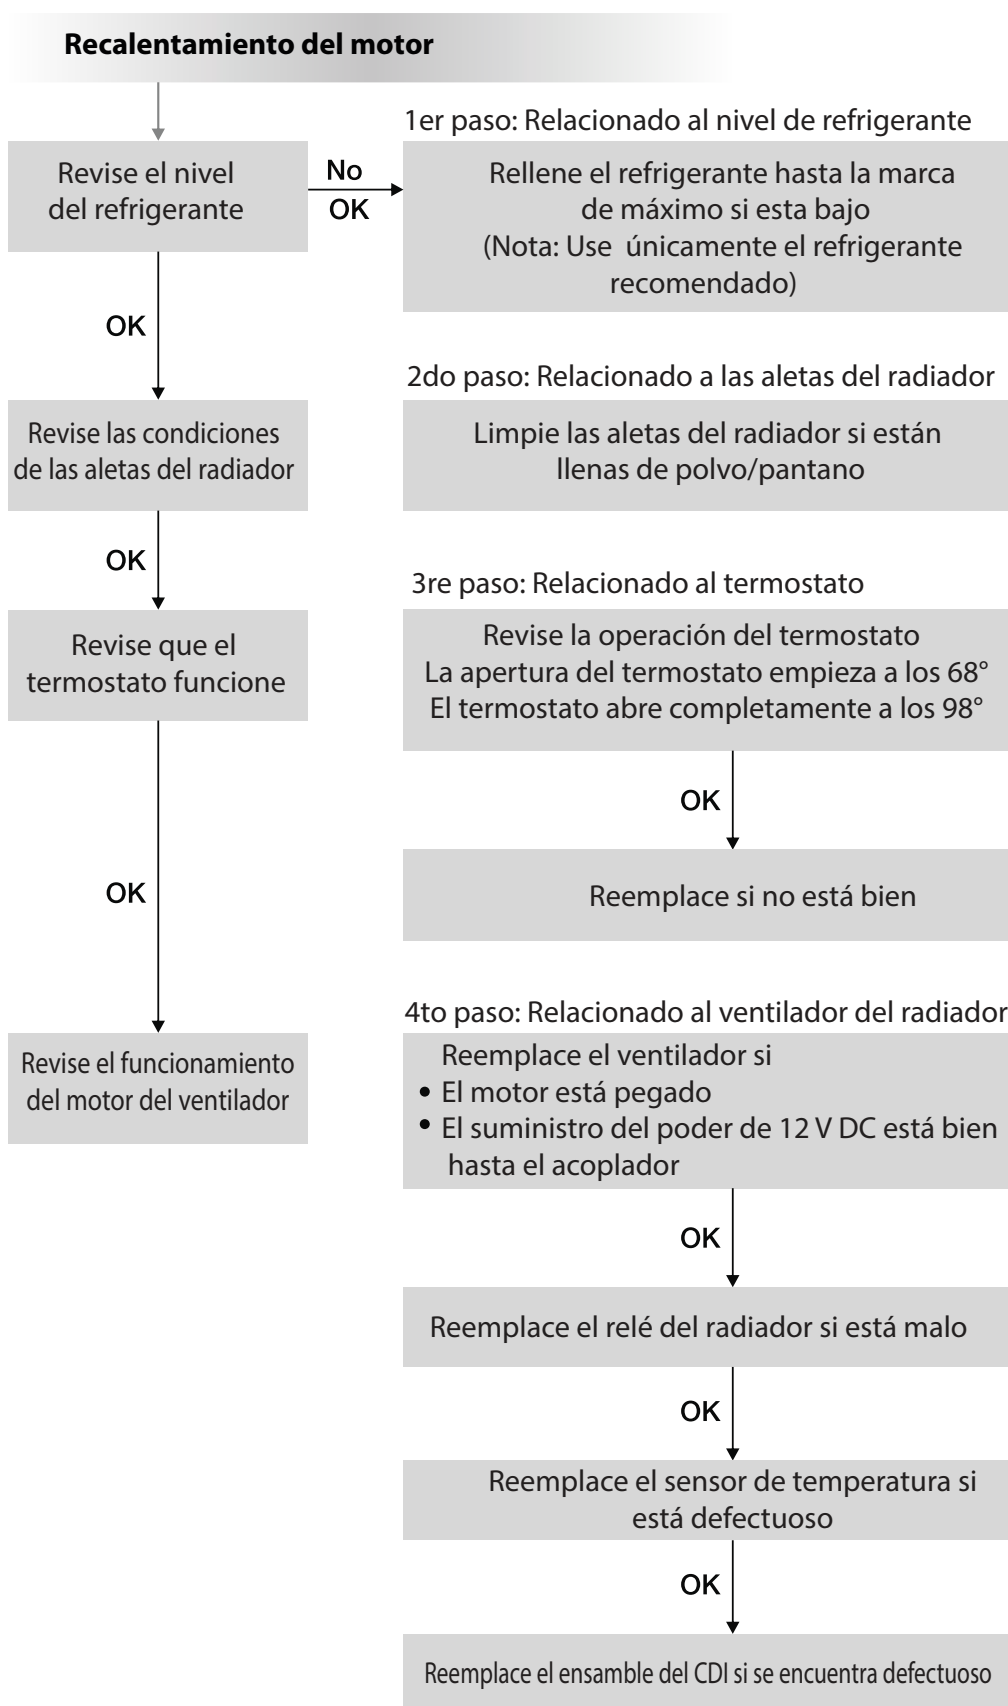 Recalentamiento del motor
1er paso: Relacionado al nivel de refrigerante
Revise el nivel
del refrigerante
No
OK
Rellene el refrigerante hasta la marca
de máximo si esta bajo
(Nota: Use únicamente el refrigerante
recomendado)
OK
2do paso: Relacionado a las aletas del radiador
Revise las condiciones
de las aletas del radiador
Limpie las aletas del radiador si están
llenas de polvo/pantano
OK
3re paso: Relacionado al termostato
Revise que el
termostato funcione
Revise la operación del termostato
La apertura del termostato empieza a los 68°
El termostato abre completamente a los 98°
OK
Reemplace si no está bien
OK
4to paso: Relacionado al ventilador del radiador
Revise el funcionamiento
del motor del ventilador
Reemplace el ventilador si
• El motor está pegado
• El suministro del poder de 12 V DC está bien
hasta el acoplador
OK
Reemplace el relé del radiador si está malo
OK
Reemplace el sensor de temperatura si
está defectuoso
OK
Reemplace el ensamble del CDI si se encuentra defectuoso